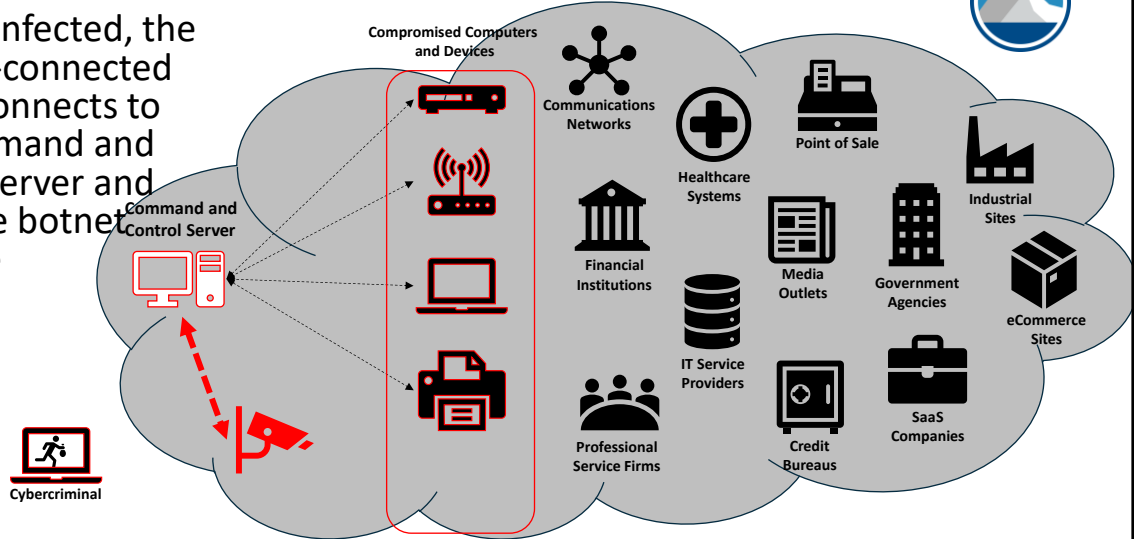 nfected, the
-connected
onnects to
mand and
erver and
e botnet
Command and
Control Server
Compromised Computers
and Devices
Communications
Networks
Healthcare
Systems
Point of Sale
Industrial
Sites
Financial
Institutions
Media
Outlets
Government
Agencies
eCommerce
Sites
IT Service
Providers
SaaS
Companies
Professional
Service Firms
Credit
Bureaus
Cybercriminal